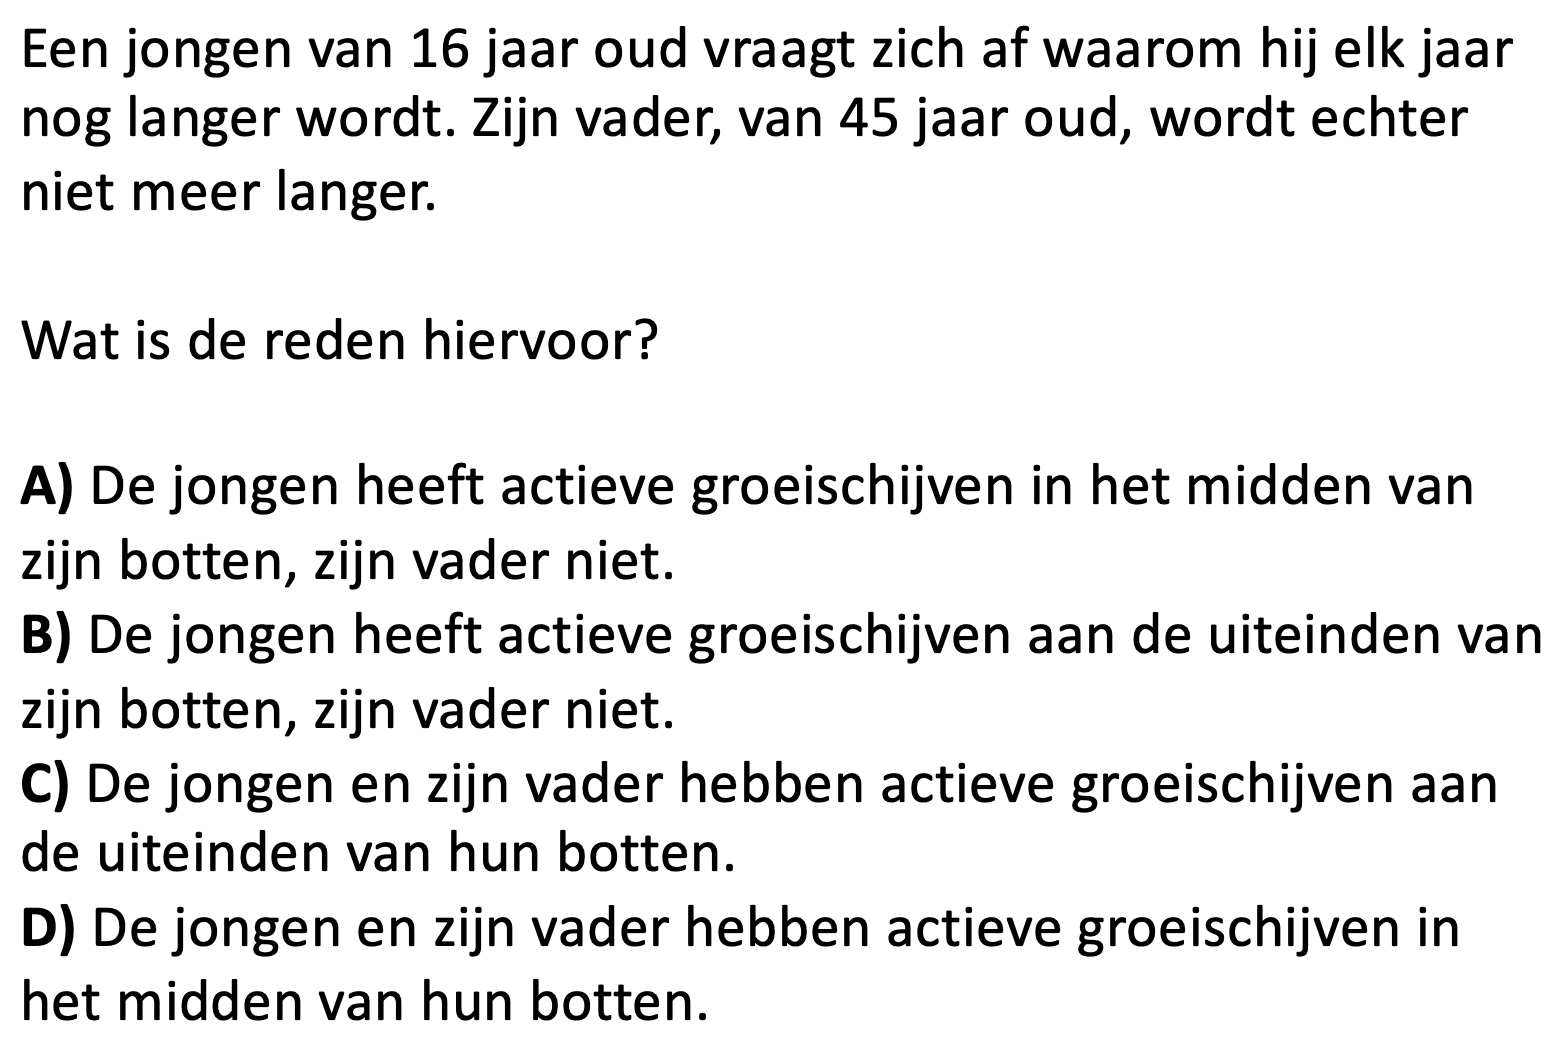 Een jongen van 16 jaar oud vraagt zich af waarom hij elk jaar
nog langer wordt. Zijn vader, van 45 jaar oud, wordt echter
niet meer langer.
Wat is de reden hiervoor?
A) De jongen heeft actieve groeischijven in het midden van
zijn botten, zijn vader niet.
B) De jongen heeft actieve groeischijven aan de uiteinden van
zijn botten, zijn vader niet.
C) De jongen en zijn vader hebben actieve groeischijven aan
de uiteinden van hun botten.
D) De jongen en zijn vader hebben actieve groeischijven in
het midden van hun botten.